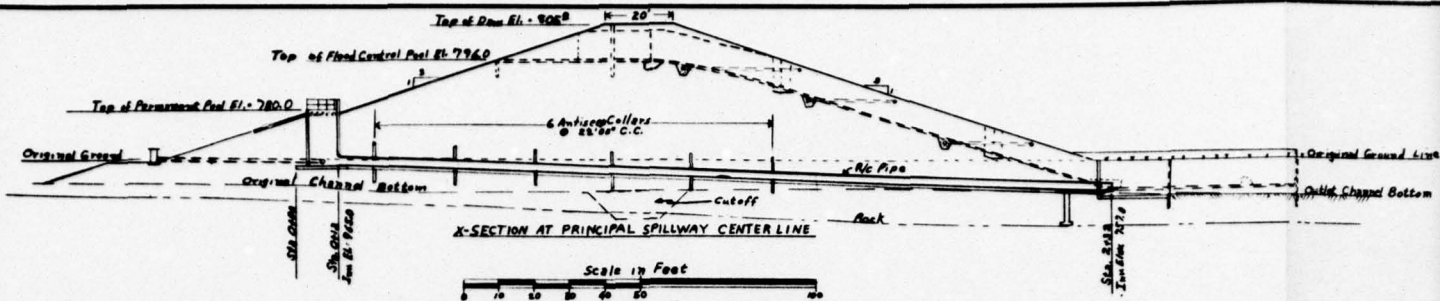 Top of Dam El. - 805.8
20'
Top of Flood Control Pool El. 796.0
Top of Permanent Pool El. - 780.0
6 Antiseep Collars
@ 22' C.C.
Original Ground
Original Ground Line
R/C Pipe
Original Channel Bottom
Outlet Channel Bottom
Cutoff
Rock
X-SECTION AT PRINCIPAL SPILLWAY CENTER LINE
Scale in Feet
0 10 20 30 40 50 100